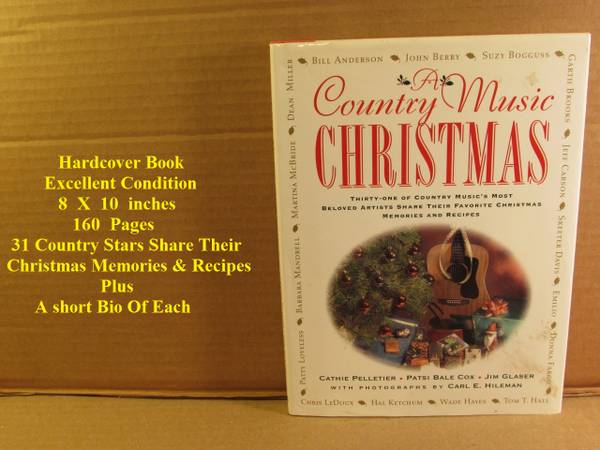 Hardcover Book
Excellent Condition
8 X 10 inches
160 Pages
31 Country Stars Share Their
Christmas Memories & Recipes
Plus
A short Bio Of Each
Bill Anderson
John Berry
Suzy Bogguss
Garth Brooks
Jeff Carson
Skeeter Davis
Emilio
Donna Fargo
Dean Miller
Martina McBride
Barbara Mandrell
Patty Loveless
A
Country Music
CHRISTMAS
Thirty-one of Country Music's Most
Beloved Artists Share Their Favorite Christmas
Memories and Recipes
Cathie Pelletier • Patsi Bale Cox • Jim Glaser
with photographs by Carl E. Hileman
Chris LeDoux
Hal Ketchum
Wade Hayes
Tom T. Hall